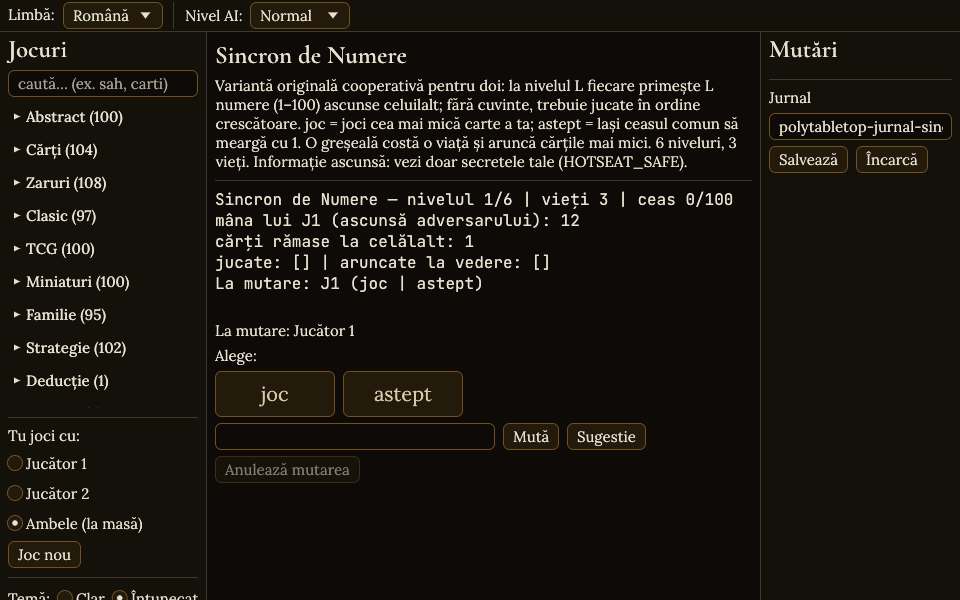 Limbă: Română ▼ Nivel AI: Normal ▼
Jocuri
caută... (ex. sah, carti)
▸ Abstract (100)
▸ Cărți (104)
▸ Zaruri (108)
▸ Clasic (97)
▸ TCG (100)
▸ Miniaturi (100)
▸ Familie (95)
▸ Strategie (102)
▸ Deducție (1)
Tu joci cu:
Jucător 1
Jucător 2
Ambele (la masă)
Joc nou
Temă: Clar Întunecat
Sincron de Numere
Variantă originală cooperativă pentru doi: la nivelul L fiecare primește L
numere (1–100) ascunse celuilalt; fără cuvinte, trebuie jucate în ordine
crescătoare. joc = joci cea mai mică carte a ta; astept = lași ceasul comun să
meargă cu 1. O greșeală costă o viață și aruncă cărțile mai mici. 6 niveluri, 3
vieți. Informație ascunsă: vezi doar secretele tale (HOTSEAT_SAFE).
Sincron de Numere — nivelul 1/6 | vieți 3 | ceas 0/100
mâna lui J1 (ascunsă adversarului): 12
cărți rămase la celălalt: 1
jucate: [] | aruncate la vedere: []
La mutare: J1 (joc | astept)
La mutare: Jucător 1
Alege:
joc astept
Mută Sugestie
Anulează mutarea
Mutări
Jurnal
polytabletop-jurnal-sin
Salvează Încarcă